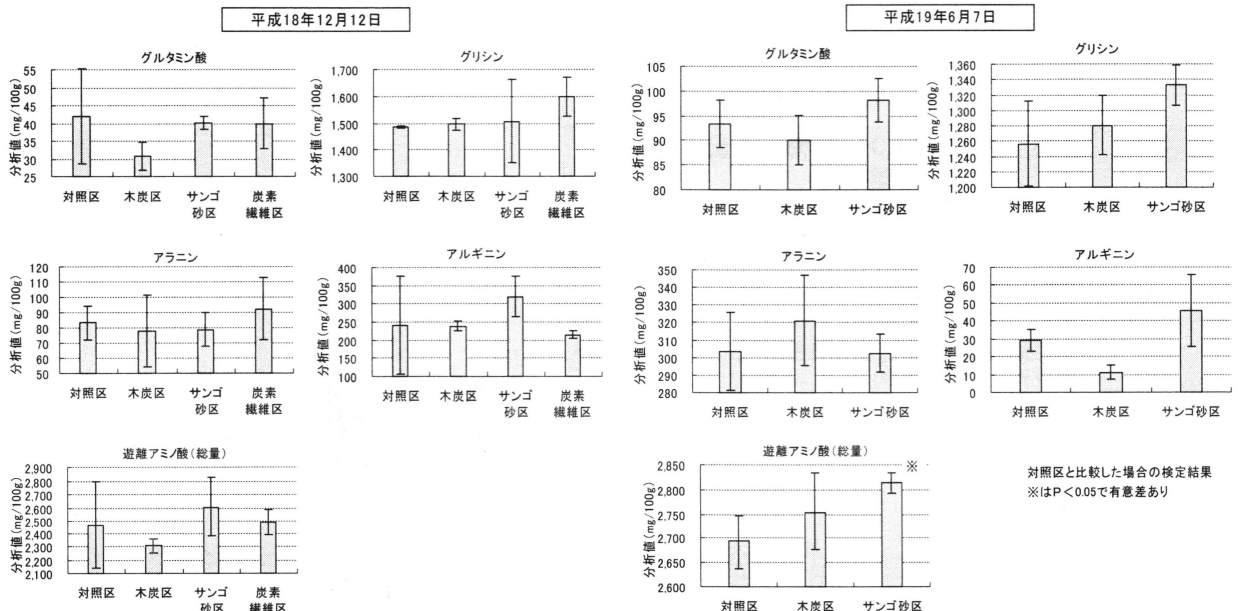 平成18年12月12日
グルタミン酸
分析値(mg/100g)
55
50
45
40
35
30
25
対照区
木炭区
サンゴ
砂区
炭素
繊維区
グリシン
分析値(mg/100g)
1,700
1,600
1,500
1,400
1,300
対照区
木炭区
サンゴ
砂区
炭素
繊維区
アラニン
分析値(mg/100g)
120
110
100
90
80
70
60
50
対照区
木炭区
サンゴ
砂区
炭素
繊維区
アルギニン
分析値(mg/100g)
400
350
300
250
200
150
100
対照区
木炭区
サンゴ
砂区
炭素
繊維区
遊離アミノ酸(総量)
分析値(mg/100g)
2,900
2,800
2,700
2,600
2,500
2,400
2,300
2,200
2,100
対照区
木炭区
サンゴ
砂区
炭素
繊維区
平成19年6月7日
グルタミン酸
分析値(mg/100g)
105
100
95
90
85
80
対照区
木炭区
サンゴ砂区
グリシン
分析値(mg/100g)
1,360
1,340
1,320
1,300
1,280
1,260
1,240
1,220
1,200
対照区
木炭区
サンゴ砂区
アラニン
分析値(mg/100g)
350
340
330
320
310
300
290
280
対照区
木炭区
サンゴ砂区
アルギニン
分析値(mg/100g)
70
60
50
40
30
20
10
0
対照区
木炭区
サンゴ砂区
遊離アミノ酸(総量)
分析値(mg/100g)
2,850
2,800
2,750
2,700
2,650
2,600
※
対照区
木炭区
サンゴ砂区
対照区と比較した場合の検定結果
※はP<0.05で有意差あり